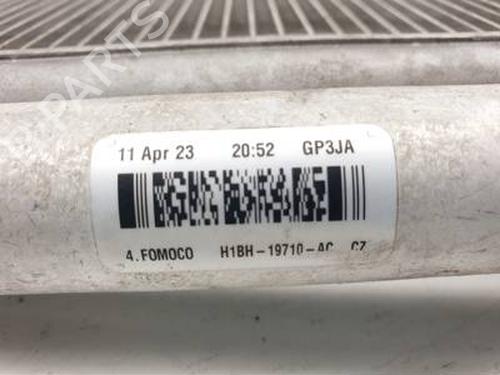 11 Apr 23 20:52 GP3JA
4.FOMOCO H1BH-19710-AC CZ